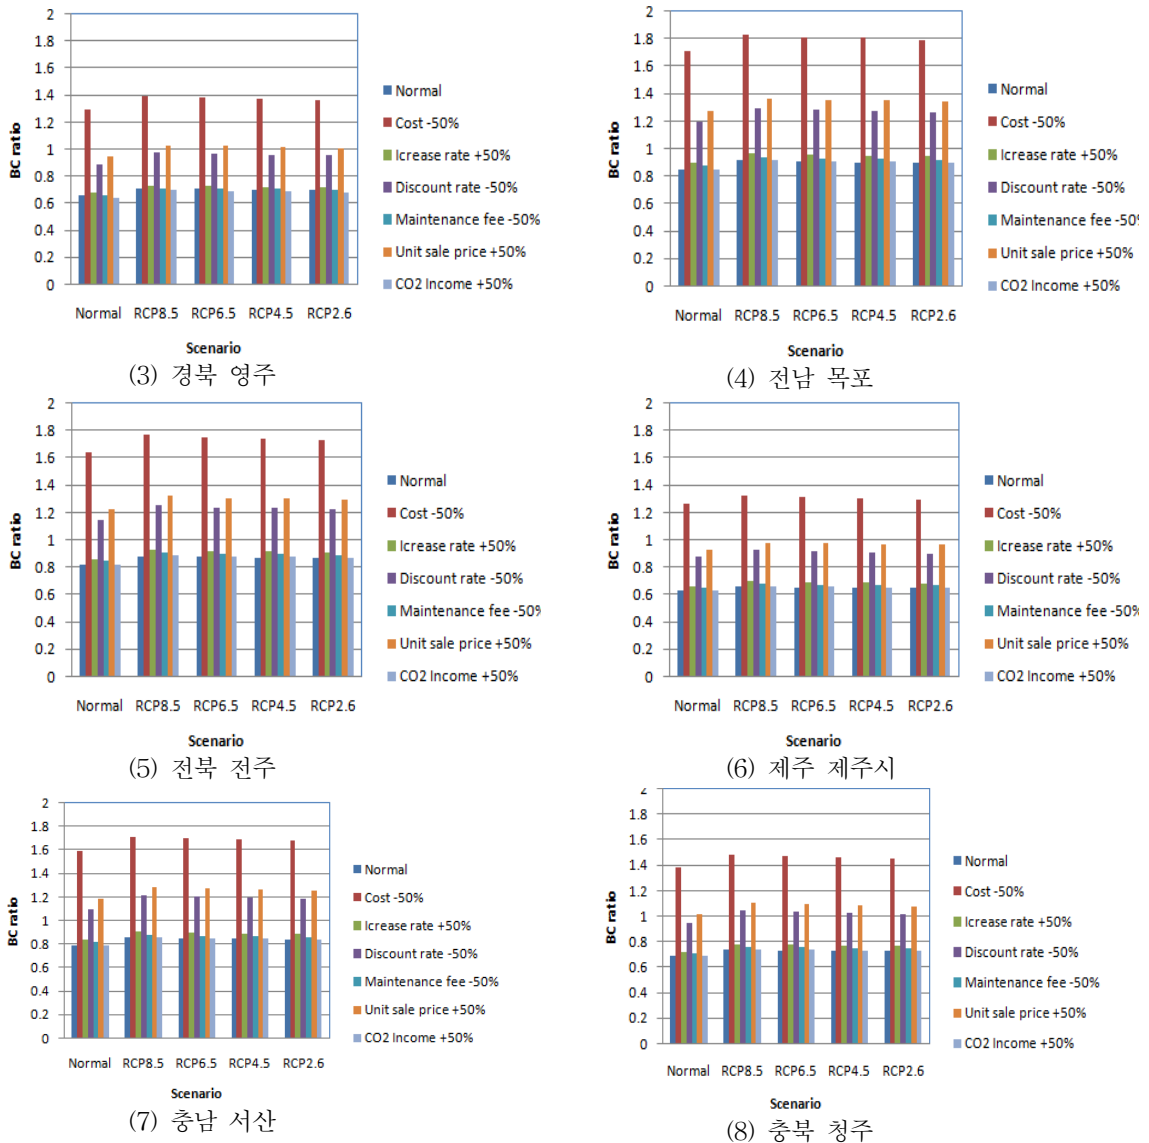 2
1.8
1.6
1.4
1.2
1
0.8
0.6
0.4
0.2
0
BC ratio
Normal RCP8.5 RCP6.5 RCP4.5 RCP2.6
Scenario
Normal
Cost -50%
Icrease rate +50%
Discount rate -50%
Maintenance fee -50%
Unit sale price +50%
CO2 Income +50%
(3) 경북 영주
2
1.8
1.6
1.4
1.2
1
0.8
0.6
0.4
0.2
0
BC ratio
Normal RCP8.5 RCP6.5 RCP4.5 RCP2.6
Scenario
Normal
Cost -50%
Icrease rate +50%
Discount rate -50%
Maintenance fee -50%
Unit sale price +50%
CO2 Income +50%
(4) 전남 목포
2
1.8
1.6
1.4
1.2
1
0.8
0.6
0.4
0.2
0
BC ratio
Normal RCP8.5 RCP6.5 RCP4.5 RCP2.6
Scenario
Normal
Cost -50%
Icrease rate +50%
Discount rate -50%
Maintenance fee -50%
Unit sale price +50%
CO2 Income +50%
(5) 전북 전주
2
1.8
1.6
1.4
1.2
1
0.8
0.6
0.4
0.2
0
BC ratio
Normal RCP8.5 RCP6.5 RCP4.5 RCP2.6
Scenario
Normal
Cost -50%
Icrease rate +50%
Discount rate -50%
Maintenance fee -50%
Unit sale price +50%
CO2 Income +50%
(6) 제주 제주시
2
1.8
1.6
1.4
1.2
1
0.8
0.6
0.4
0.2
0
BC ratio
Normal RCP8.5 RCP6.5 RCP4.5 RCP2.6
Scenario
Normal
Cost -50%
Icrease rate +50%
Discount rate -50%
Maintenance fee -50%
Unit sale price +50%
CO2 Income +50%
(7) 충남 서산
2
1.8
1.6
1.4
1.2
1
0.8
0.6
0.4
0.2
0
BC ratio
Normal RCP8.5 RCP6.5 RCP4.5 RCP2.6
Scenario
Normal
Cost -50%
Icrease rate +50%
Discount rate -50%
Maintenance fee -50%
Unit sale price +50%
CO2 Income +50%
(8) 충북 청주